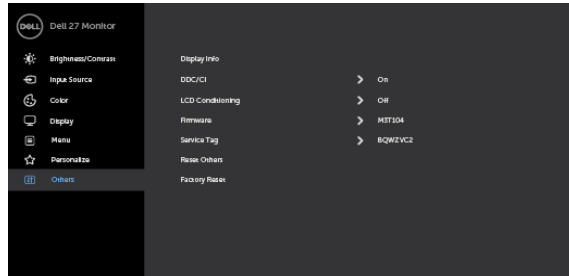 DELL Dell 27 Monitor
Brightness/Contrast Display Info
Input Source DDC/CI On
Color LCD Conditioning Off
Display Firmware M3T104
Menu Service Tag BQWZVC2
Personalize Reset Others
Others Factory Reset